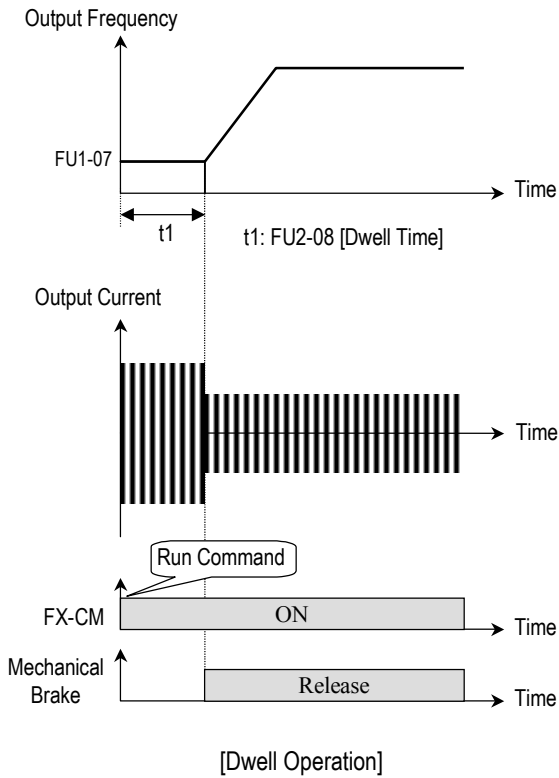 Output Frequency
FU1-07
Time
t1
t1: FU2-08 [Dwell Time]
Output Current
Time
Run Command
FX-CM
ON
Time
Mechanical
Brake
Release
Time
[Dwell Operation]